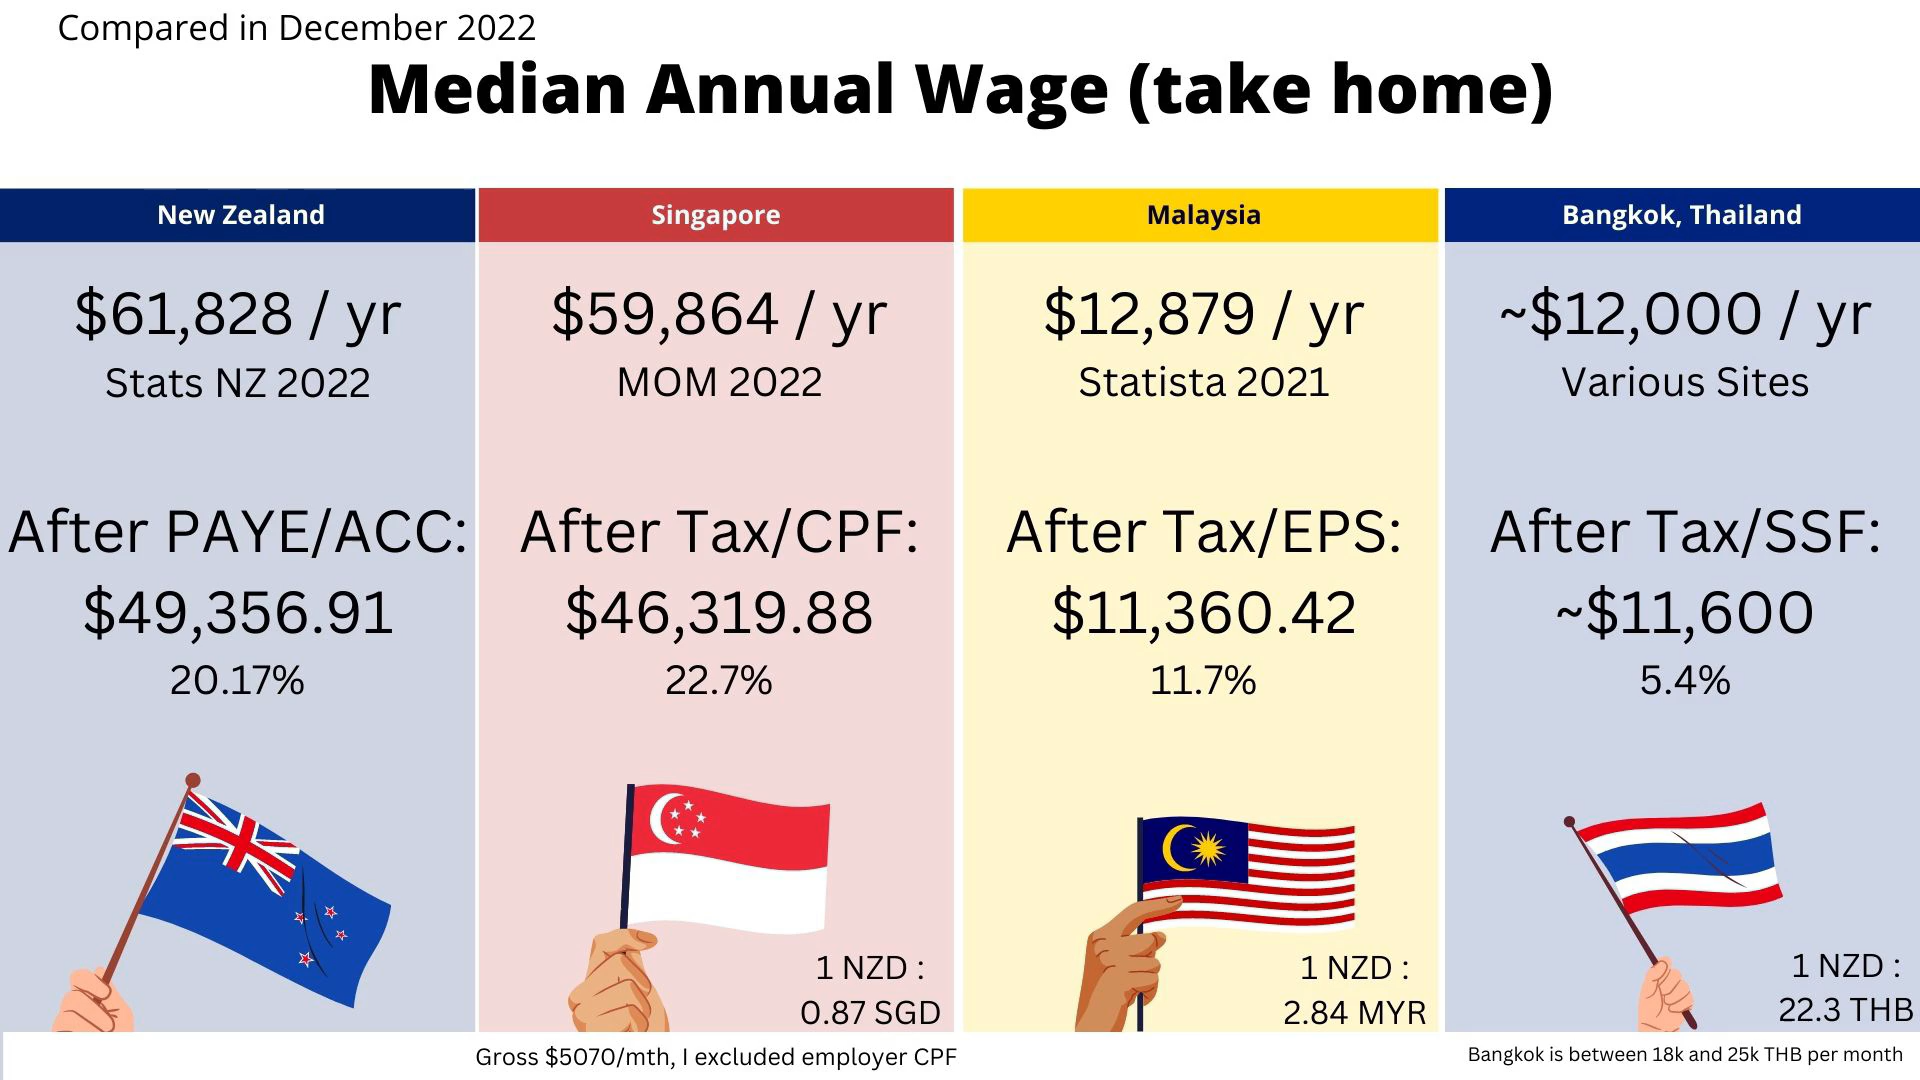 Compared in December 2022
Median Annual Wage (take home)
New Zealand
$61,828 / yr
Stats NZ 2022
After PAYE/ACC:
$49,356.91
20.17%
Singapore
$59,864 / yr
MOM 2022
After Tax/CPF:
$46,319.88
22.7%
1 NZD :
0.87 SGD
Gross $5070/mth, I excluded employer CPF
Malaysia
$12,879 / yr
Statista 2021
After Tax/EPS:
$11,360.42
11.7%
1 NZD :
2.84 MYR
Bangkok, Thailand
~$12,000 / yr
Various Sites
After Tax/SSF:
~$11,600
5.4%
1 NZD :
22.3 THB
Bangkok is between 18k and 25k THB per month